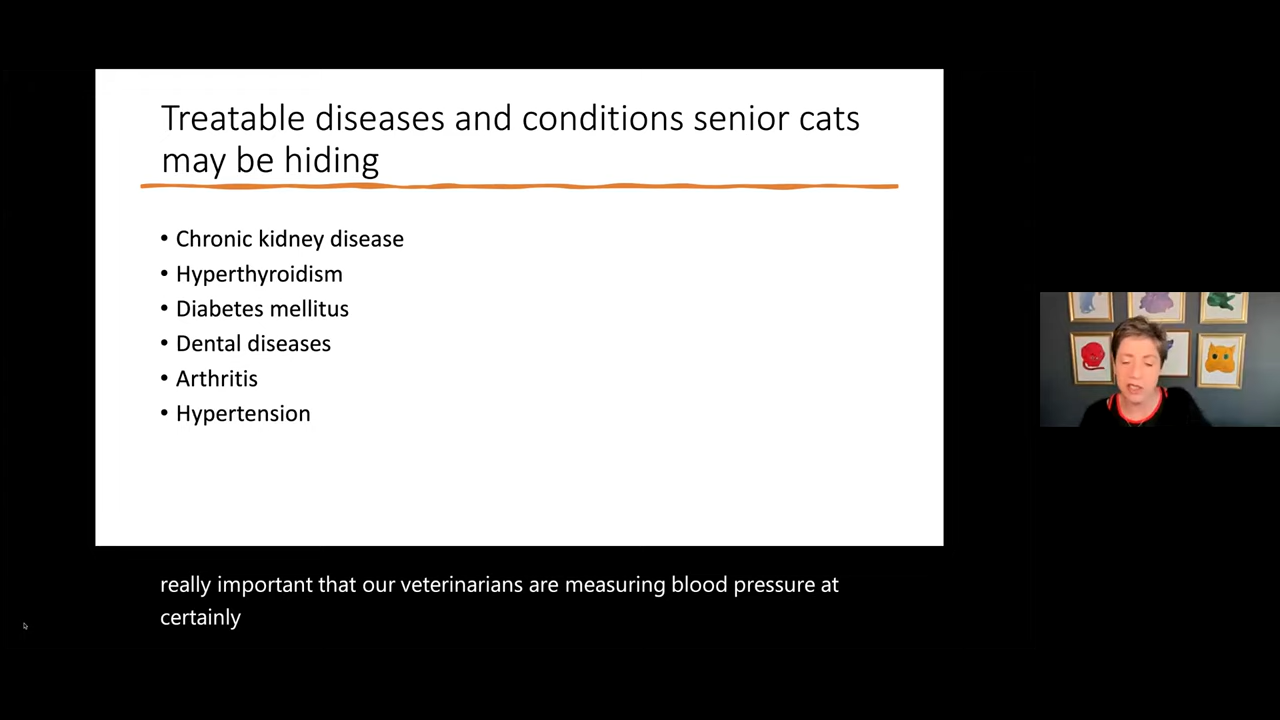 Treatable diseases and conditions senior cats
may be hiding
• Chronic kidney disease
• Hyperthyroidism
• Diabetes mellitus
• Dental diseases
• Arthritis
• Hypertension
really important that our veterinarians are measuring blood pressure at
certainly